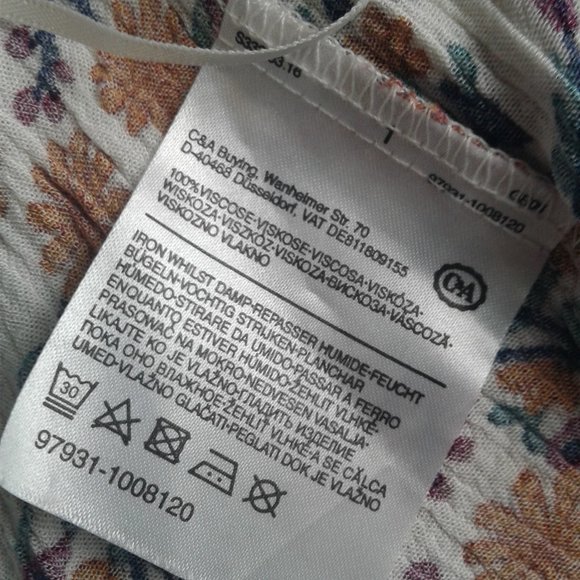 1
97931-1008120
C&A Buying, Wanheimer Str. 70
D-40468 Düsseldorf, VAT DE811809155
100%VISCOSE-VISKOSE-VISCOSA-VISKÓZA-
WISKOZA-VISZKÓZ-VISKOZA-ВИСКОЗА-VÂSCOZĂ-
VISKOZNO VLAKNO
C&A
IRON WHILST DAMP-REPASSER HUMIDE-FEUCHT
BÜGELN-VOCHTIG STRIJKEN-PLANCHAR
HÚMEDO-STIRARE DA UMIDO-PASSAR A FERRO
ENQUANTO ESTIVER HÚMIDO-ŽEHLIT VLHKÉ-
PRASOWAĆ NA MOKRO-NEDVESEN VASALJA-
LIKAJTE KO JE VLAŽNO-ГЛАДИТЬ ИЗДЕЛИЕ
ПОКА ОНО ВЛАЖНОЕ-ŽEHLIT VLHKÉ-A SE CĂLCA
UMED-VLAŽNO GLAČATI-PEGLATI DOK JE VLAŽNO
30
97931-1008120